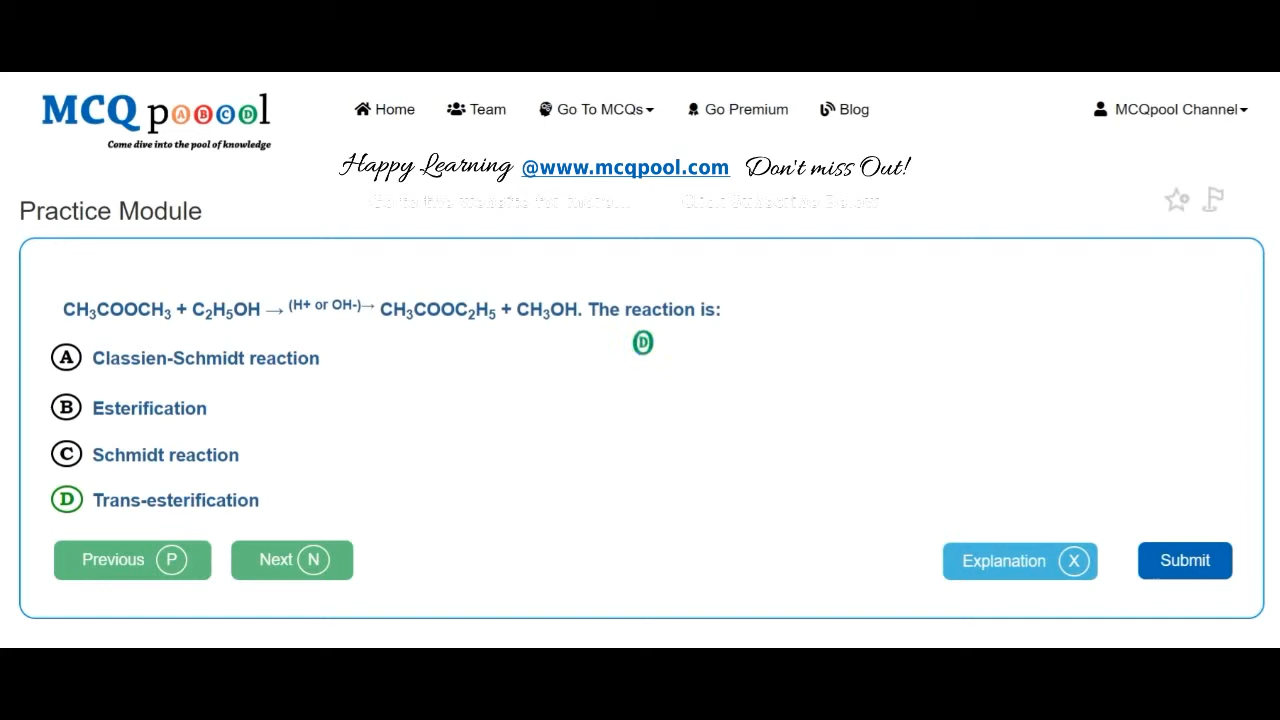 MCQ pABCDl
Come dive into the pool of knowledge
Home Team Go To MCQs Go Premium Blog MCQpool Channel
Happy Learning @www.mcqpool.com Don't miss Out!
Practice Module
CH₃COOCH₃ + C₂H₅OH → (H+ or OH-)→ CH₃COOC₂H₅ + CH₃OH. The reaction is:
D
A Classien-Schmidt reaction
B Esterification
C Schmidt reaction
D Trans-esterification
Previous P Next N Explanation X Submit